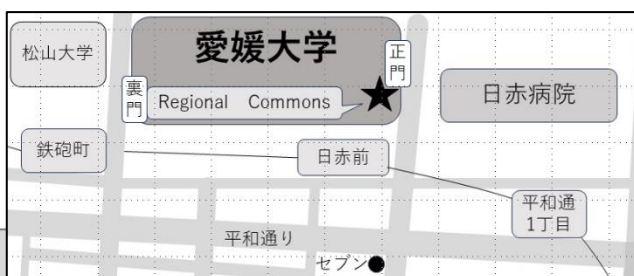 松山大学
愛媛大学
正門
裏門
Regional Commons
日赤病院
鉄砲町
日赤前
平和通
1丁目
平和通り
セブン